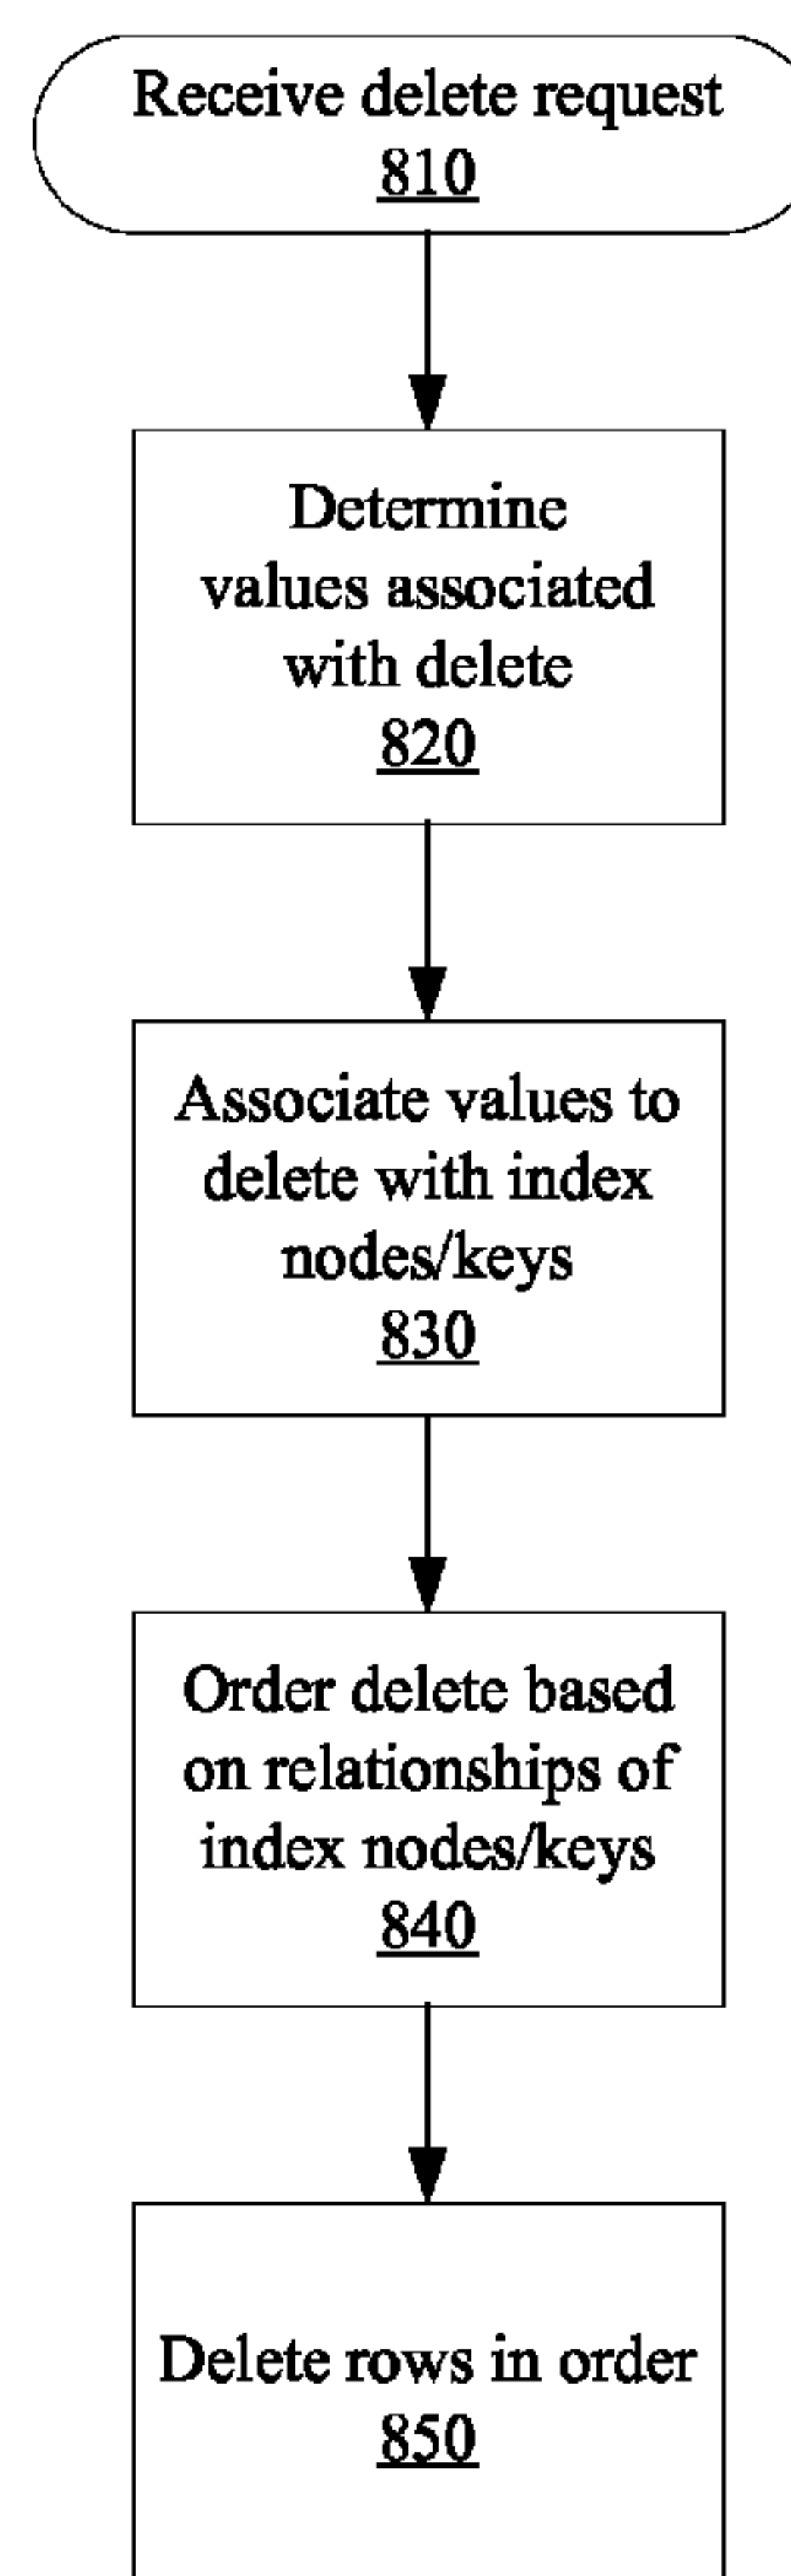 Receive delete request
810
Determine
values associated
with delete
820
Associate values to
delete with index
nodes/keys
830
Order delete based
on relationships of
index nodes/keys
840
Delete rows in order
850